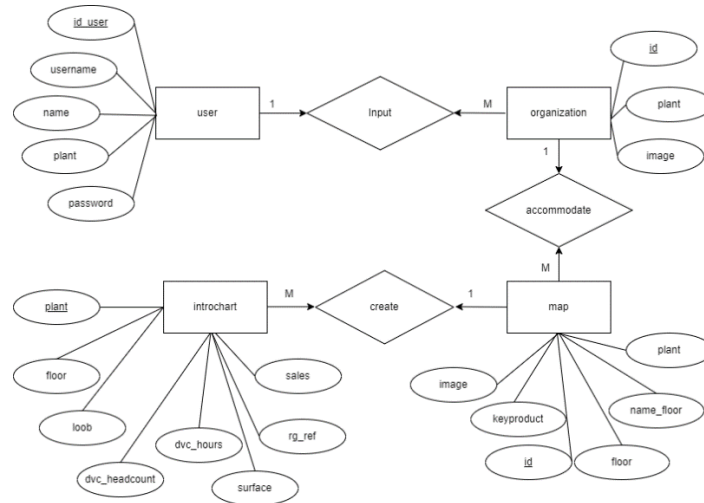 id_user
username
name
plant
password
user
1
Input
M
organization
id
plant
image
1
accommodate
M
introchart
M
create
1
map
plant
floor
loob
dvc_headcount
dvc_hours
surface
rg_ref
sales
image
keyproduct
id
floor
name_floor
plant